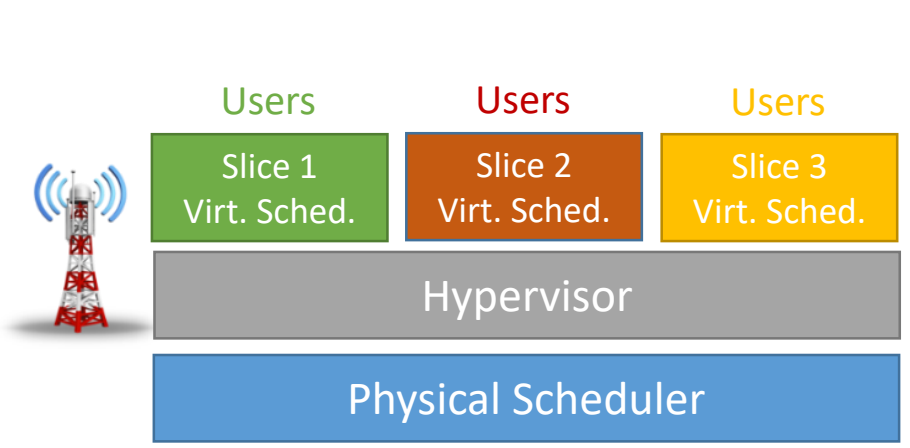 Users
Users
Users
Slice 1
Virt. Sched.
Slice 2
Virt. Sched.
Slice 3
Virt. Sched.
Hypervisor
Physical Scheduler